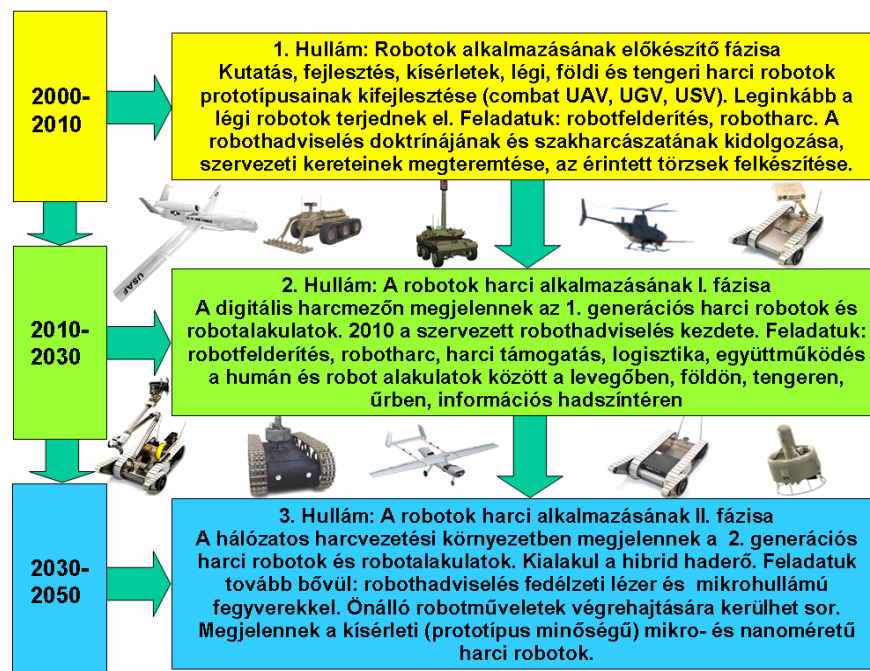 2000-
2010
1. Hullám: Robotok alkalmazásának előkészítő fázisa
Kutatás, fejlesztés, kísérletek, légi, földi és tengeri harci robotok
prototípusainak kifejlesztése (combat UAV, UGV, USV). Leginkább a
légi robotok terjednek el. Feladatuk: robotfelderítés, robotharc. A
robothadviselés doktrínájának és szakharcászatának kidolgozása,
szervezeti kereteinek megteremtése, az érintett törzsek felkészítése.
USAF
2010-
2030
2. Hullám: A robotok harci alkalmazásának I. fázisa
A digitális harcmezőn megjelennek az 1. generációs harci robotok és
robotalakulatok. 2010 a szervezett robothadviselés kezdete. Feladatuk:
robotfelderítés, robotharc, harci támogatás, logisztika, együttműködés
a humán és robot alakulatok között a levegőben, földön, tengeren,
űrben, információs hadszíntéren
2030-
2050
3. Hullám: A robotok harci alkalmazásának II. fázisa
A hálózatos harcvezetési környezetben megjelennek a 2. generációs
harci robotok és robotalakulatok. Kialakul a hibrid haderő. Feladatuk
tovább bővül: robothadviselés fedélzeti lézer és mikrohullámú
fegyverekkel. Önálló robotműveletek végrehajtására kerülhet sor.
Megjelennek a kísérleti (prototípus minőségű) mikro- és nanoméretű
harci robotok.